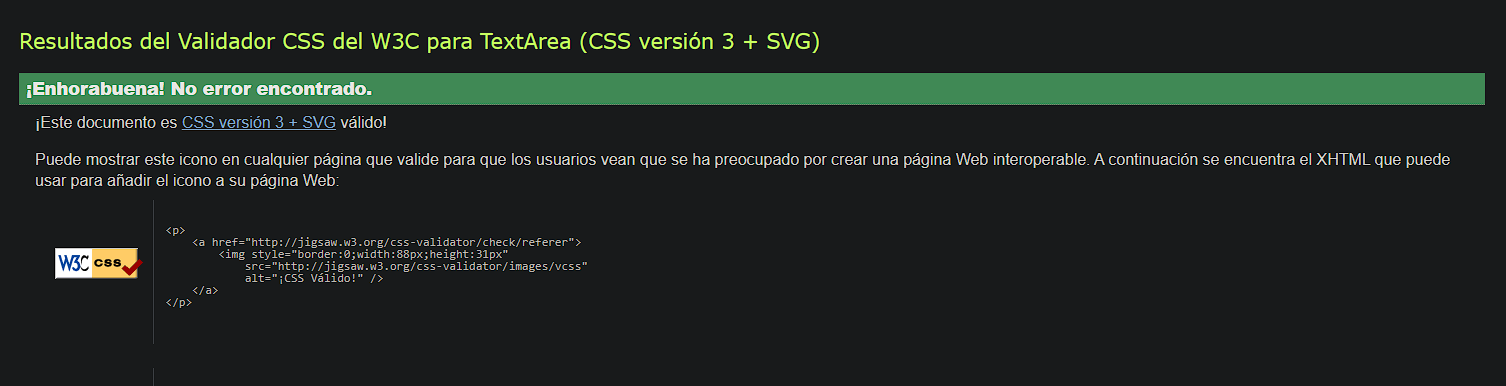 Resultados del Validador CSS del W3C para TextArea (CSS versión 3 + SVG)
¡Enhorabuena! No error encontrado.
¡Este documento es CSS versión 3 + SVG válido!
Puede mostrar este icono en cualquier página que valide para que los usuarios vean que se ha preocupado por crear una página Web interoperable. A continuación se encuentra el XHTML que puede
usar para añadir el icono a su página Web:
W3C css
<p>
    <a href="http://jigsaw.w3.org/css-validator/check/referer">
        <img style="border:0;width:88px;height:31px"
            src="http://jigsaw.w3.org/css-validator/images/vcss"
            alt="¡CSS Válido!" />
    </a>
</p>